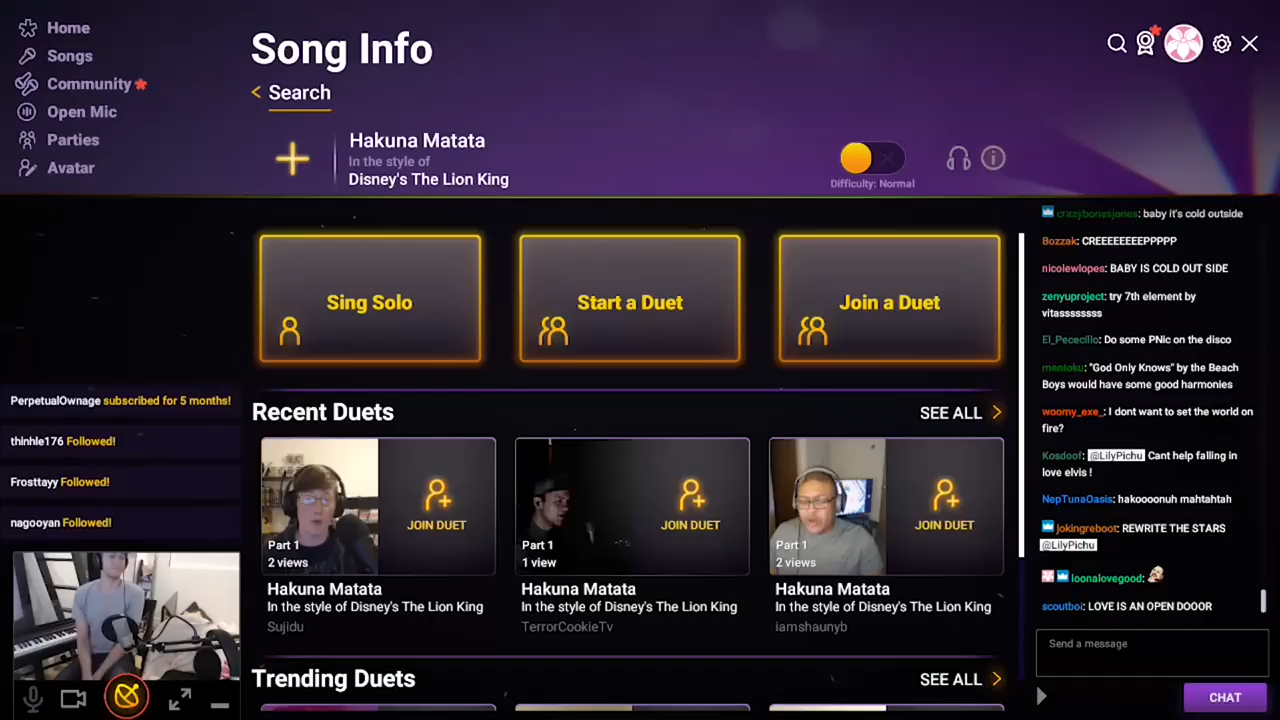 Home
Songs
Community
Open Mic
Parties
Avatar
Song Info
< Search
Hakuna Matata
In the style of
Disney's The Lion King
Difficulty: Normal
Sing Solo
Start a Duet
Join a Duet
Recent Duets
SEE ALL >
JOIN DUET
Part 1
2 views
Hakuna Matata
In the style of Disney's The Lion King
Sujidu
JOIN DUET
Part 1
1 view
Hakuna Matata
In the style of Disney's The Lion King
TerrorCookieTv
JOIN DUET
Part 1
2 views
Hakuna Matata
In the style of Disney's The Lion King
iamshaunyb
Trending Duets
SEE ALL >
PerpetualOwnage subscribed for 5 months!
thinhle176 Followed!
Frosttayy Followed!
nagooyan Followed!
crazybonesjones: baby it's cold outside
Bozzak: CREEEEEEEPPPPP
nicolewlopes: BABY IS COLD OUT SIDE
zenyuproject: try 7th element by
vitasssssss
El_Pececillo: Do some PNic on the disco
mentoku: "God Only Knows" by the Beach
Boys would have some good harmonies
woomy_exe_: I dont want to set the world on
fire?
Kosdoof: @LilyPichu Cant help falling in
love elvis !
NepTunaOasis: hakoooonuh mahtahtah
jokingreboot: REWRITE THE STARS
@LilyPichu
loonalovegood:
scoutboi: LOVE IS AN OPEN DOOOR
Send a message
CHAT